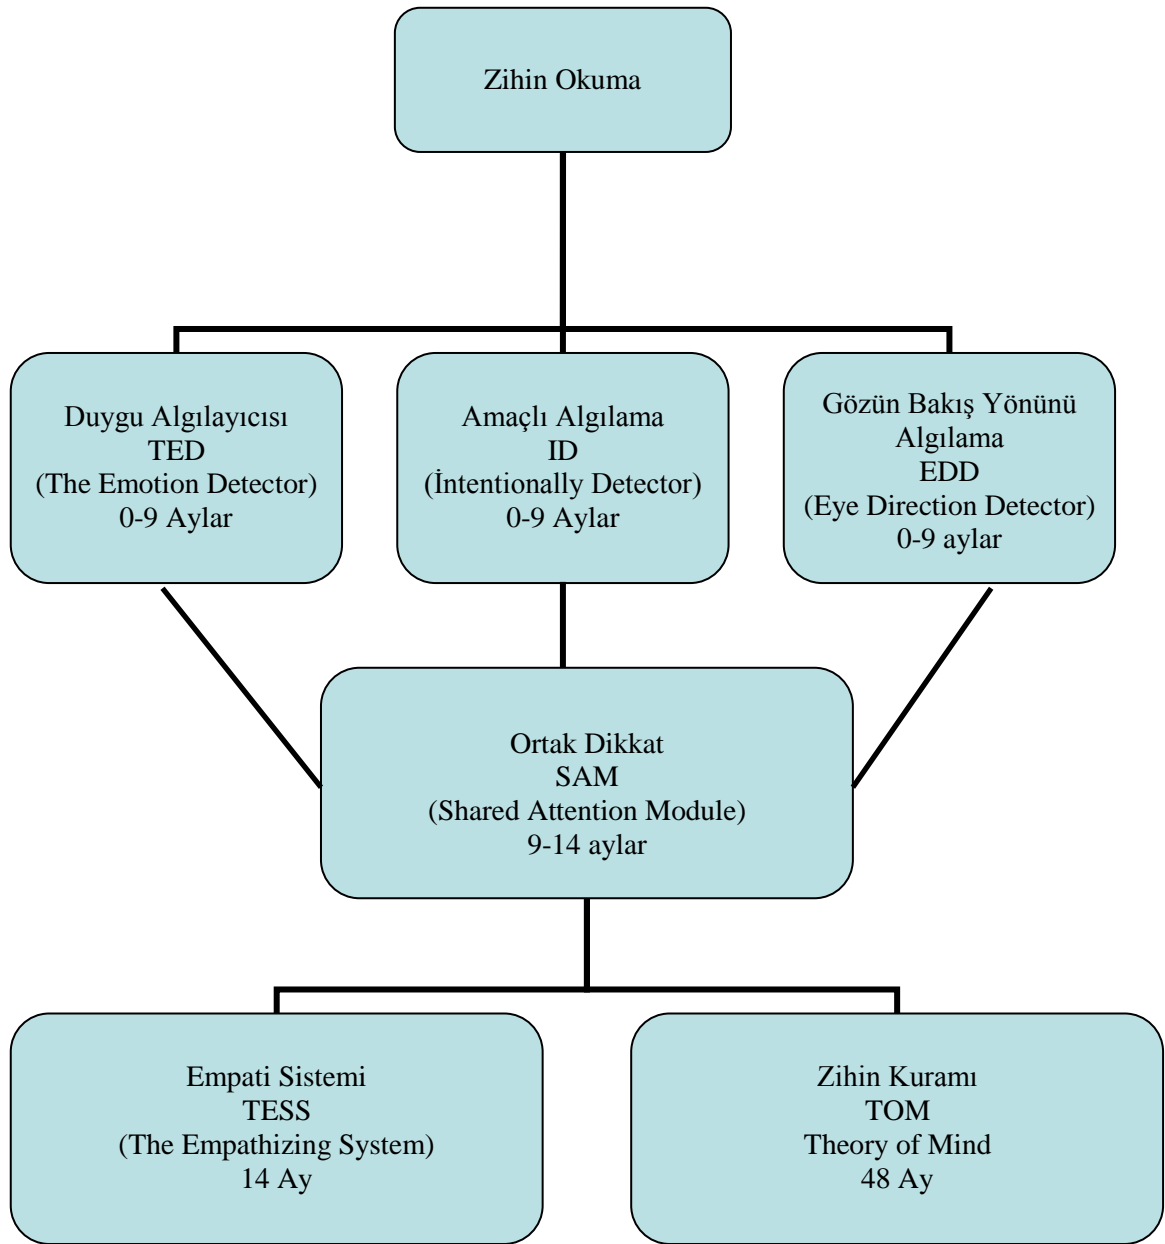 Zihin Okuma
Duygu Algılayıcısı
TED
(The Emotion Detector)
0-9 Aylar
Amaçlı Algılama
ID
(İntentionally Detector)
0-9 Aylar
Gözün Bakış Yönünü
Algılama
EDD
(Eye Direction Detector)
0-9 aylar
Ortak Dikkat
SAM
(Shared Attention Module)
9-14 aylar
Empati Sistemi
TESS
(The Empathizing System)
14 Ay
Zihin Kuramı
TOM
Theory of Mind
48 Ay